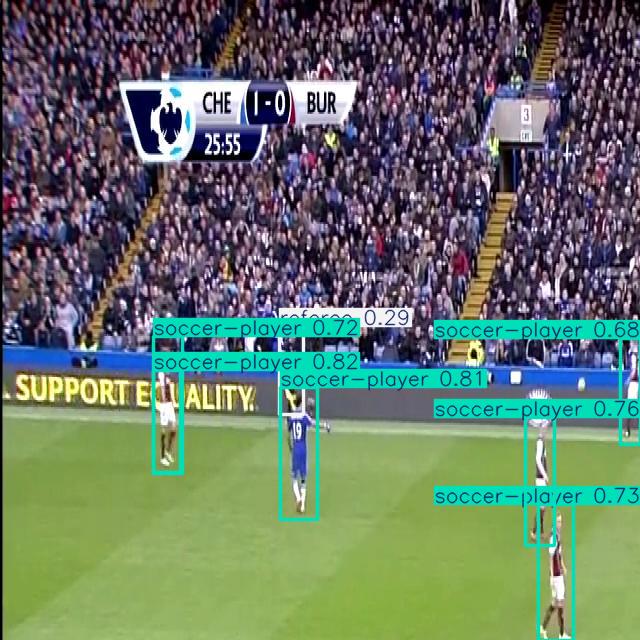 CHE 1-0 BUR
25:55
3
referee 0.29
soccer-player 0.72
soccer-player 0.68
soccer-player 0.82
soccer-player 0.81
SUPPORT EQUALITY.
soccer-player 0.76
19
soccer-player 0.73